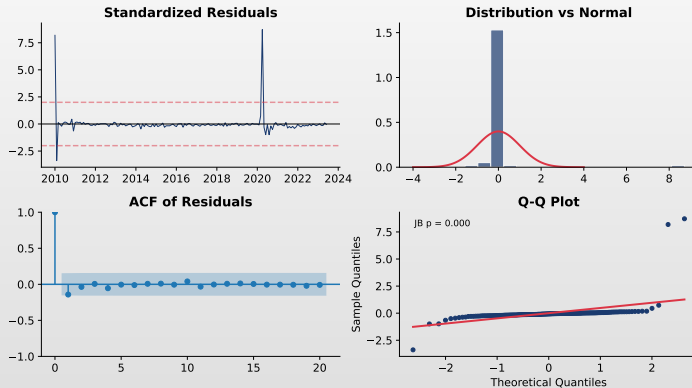 Standardized Residuals
7.5
5.0
2.5
0.0
−2.5
2010 2012 2014 2016 2018 2020 2022 2024
Distribution vs Normal
1.5
1.0
0.5
0.0
−4 −2 0 2 4 6 8
ACF of Residuals
1.0
0.5
0.0
−0.5
−1.0
0 5 10 15 20
Q-Q Plot
JB p = 0.000
Sample Quantiles
7.5
5.0
2.5
0.0
−2.5
−2 −1 0 1 2
Theoretical Quantiles